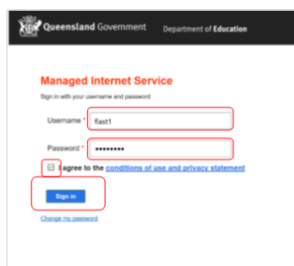 Queensland Government Department of Education
Managed Internet Service
Sign in with your username and password
Username * flast1
Password * ••••••••
I agree to the conditions of use and privacy statement
Sign in
Change my password